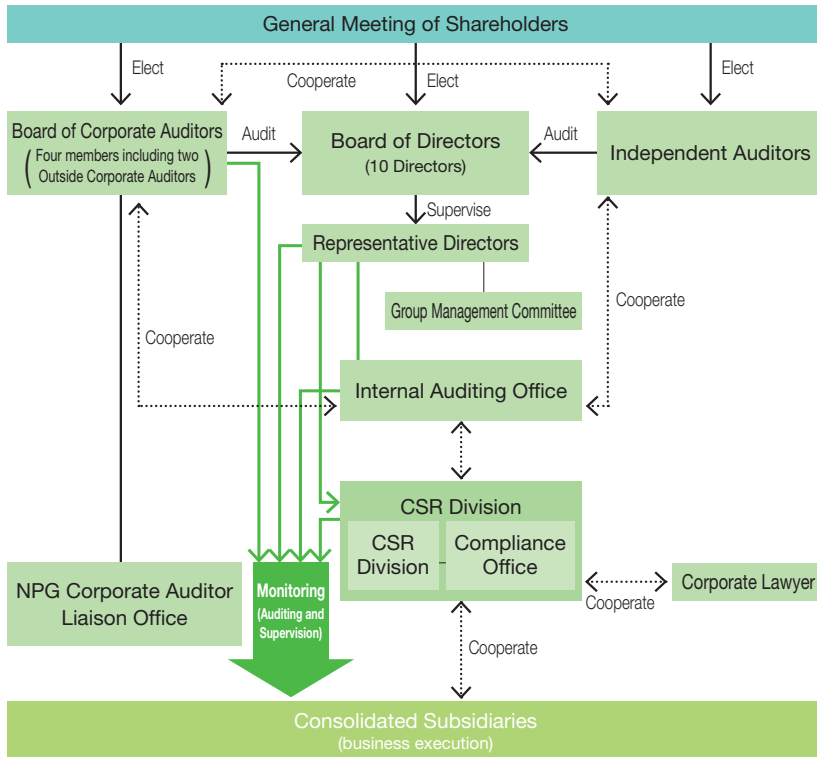 General Meeting of Shareholders
Elect
Cooperate
Elect
Elect
Board of Corporate Auditors
(Four members including two
Outside Corporate Auditors)
Audit
Board of Directors
(10 Directors)
Audit
Independent Auditors
Supervise
Representative Directors
Group Management Committee
Cooperate
Cooperate
Internal Auditing Office
CSR Division
CSR
Division
Compliance
Office
NPG Corporate Auditor
Liaison Office
Monitoring
(Auditing and
Supervision)
Corporate Lawyer
Cooperate
Cooperate
Consolidated Subsidiaries
(business execution)